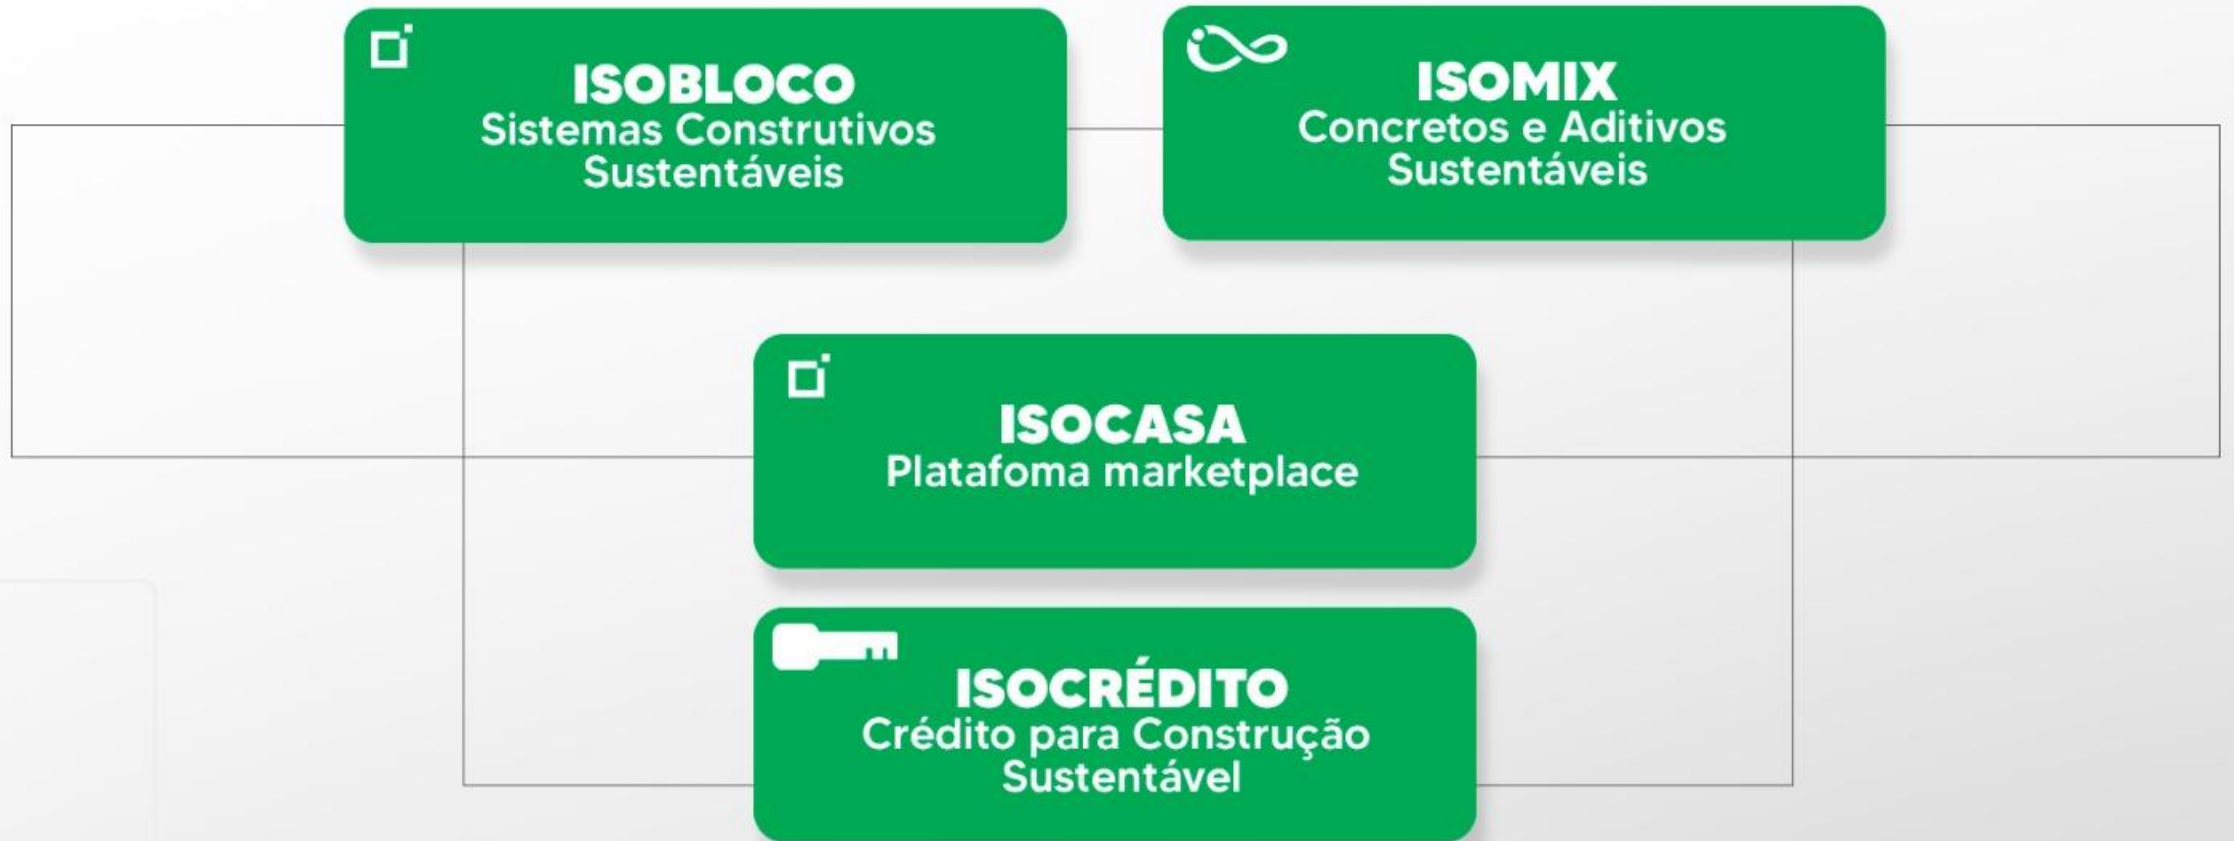 ISOBLOCO
Sistemas Construtivos
Sustentáveis
ISOMIX
Concretos e Aditivos
Sustentáveis
ISOCASA
Platafoma marketplace
ISOCRÉDITO
Crédito para Construção
Sustentável